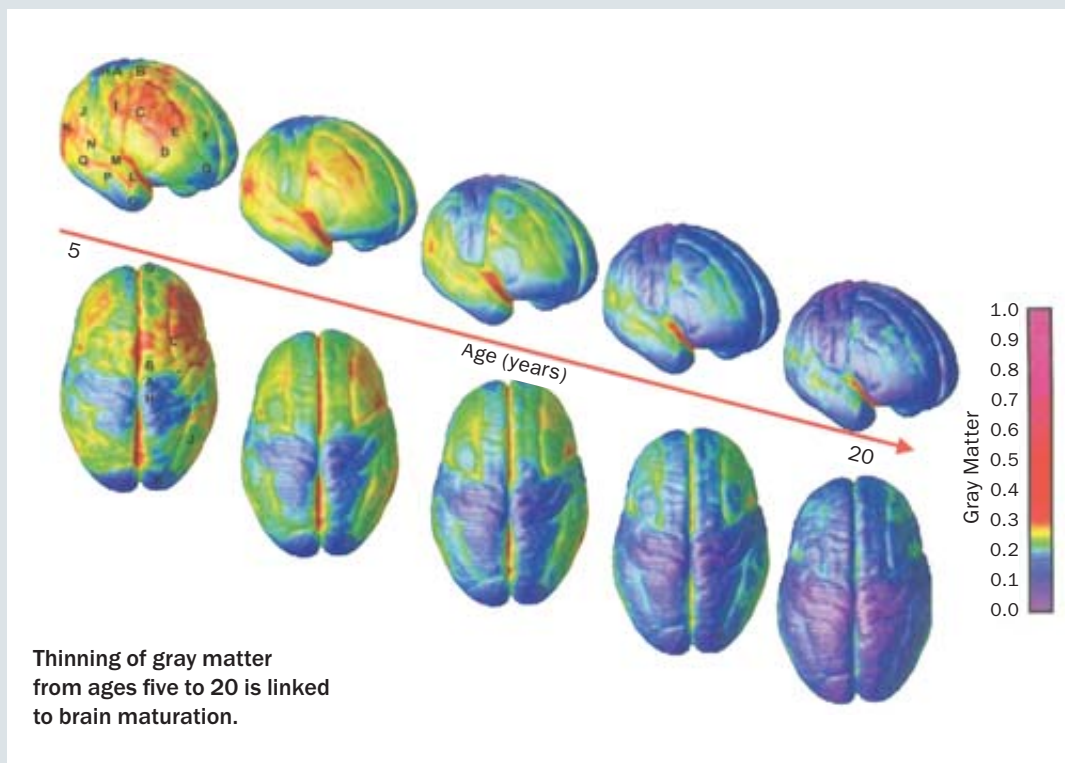 A B
I C
J
K E F
N D
Q M G
P L
O
5
Age (years)
20
B
A
H
J
1.0
0.9
0.8
0.7
0.6
0.5
0.4
0.3
0.2
0.1
0.0
Gray Matter
Thinning of gray matter
from ages five to 20 is linked
to brain maturation.